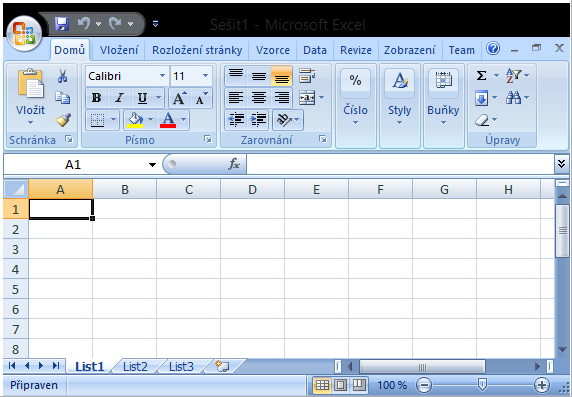 Sešit1 - Microsoft Excel
Domů Vložení Rozložení stránky Vzorce Data Revize Zobrazení Team
Calibri 11
B I U A A
Σ A Z
%
A
Vložit Číslo Styly Buňky
A
ab
Schránka Písmo Zarovnání Úpravy
A1 fx
A B C D E F G H
1
2
3
4
5
6
7
8
List1 List2 List3
Připraven 100 %